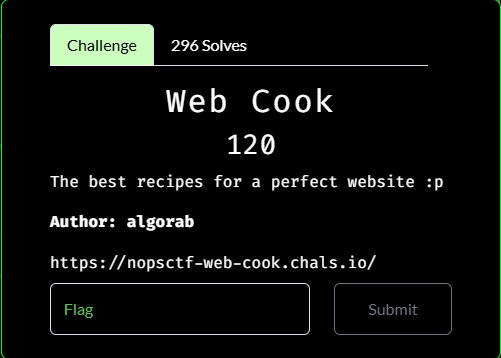 Challenge 296 Solves
Web Cook
120
The best recipes for a perfect website :p
Author: algorab
https://nopsctf-web-cook.chals.io/
Flag Submit